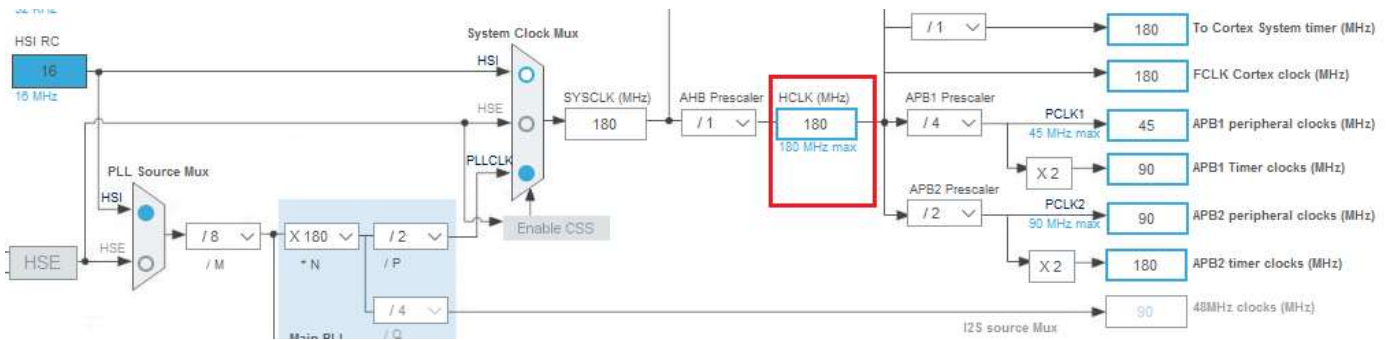 32 KHz
HSI RC
16
16 MHz
System Clock Mux
HSI
HSE
PLLCLK
Enable CSS
SYSCLK (MHz)
180
AHB Prescaler
/ 1
HCLK (MHz)
180
180 MHz max
/ 1
180
To Cortex System timer (MHz)
180
FCLK Cortex clock (MHz)
APB1 Prescaler
/ 4
PCLK1
45 MHz max
45
APB1 peripheral clocks (MHz)
X 2
90
APB1 Timer clocks (MHz)
APB2 Prescaler
/ 2
PCLK2
90 MHz max
90
APB2 peripheral clocks (MHz)
X 2
180
APB2 timer clocks (MHz)
90
48MHz clocks (MHz)
PLL Source Mux
HSI
HSE
HSE
/ 8
/ M
X 180
* N
/ 2
/ P
/ 4
/ Q
Main PLL
I2S source Mux